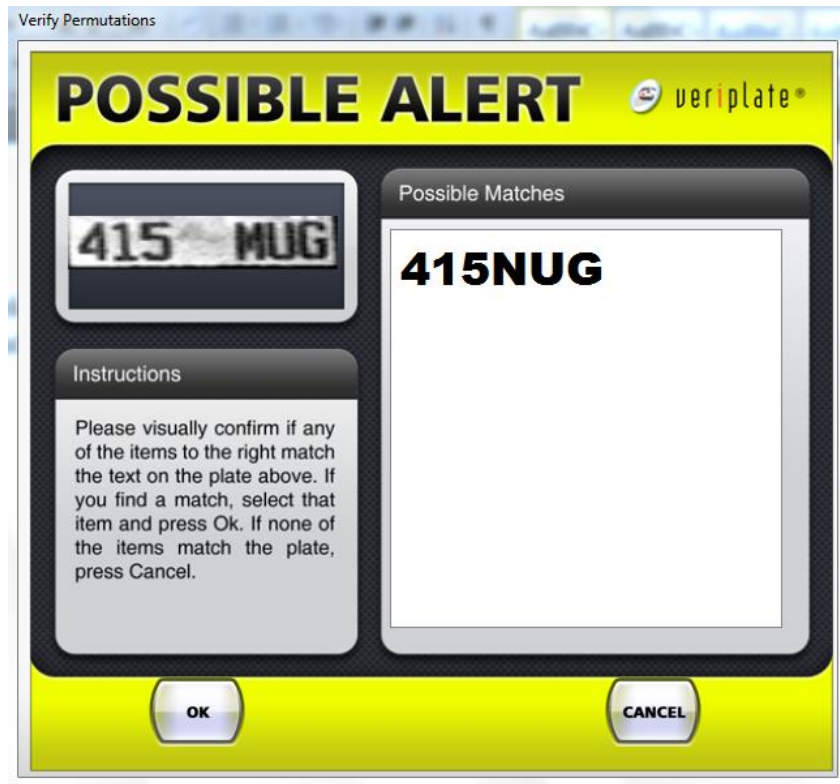 Verify Permutations
POSSIBLE ALERT
veriplate®
415 MUG
Possible Matches
415NUG
Instructions
Please visually confirm if any
of the items to the right match
the text on the plate above. If
you find a match, select that
item and press Ok. If none of
the items match the plate,
press Cancel.
OK
CANCEL